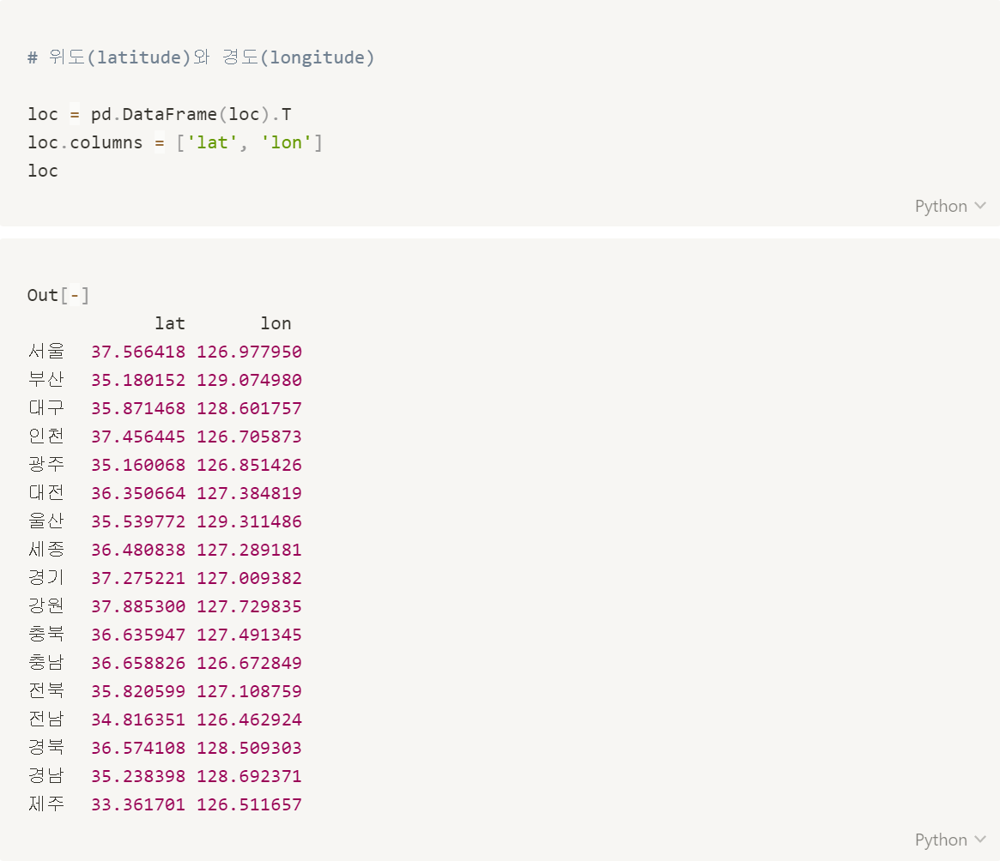 # 위도(latitude)와 경도(longitude)
loc = pd.DataFrame(loc).T
loc.columns = ['lat', 'lon']
loc
Python
Out[-]
lat lon
서울 37.566418 126.977950
부산 35.180152 129.074980
대구 35.871468 128.601757
인천 37.456445 126.705873
광주 35.160068 126.851426
대전 36.350664 127.384819
울산 35.539772 129.311486
세종 36.480838 127.289181
경기 37.275221 127.009382
강원 37.885300 127.729835
충북 36.635947 127.491345
충남 36.658826 126.672849
전북 35.820599 127.108759
전남 34.816351 126.462924
경북 36.574108 128.509303
경남 35.238398 128.692371
제주 33.361701 126.511657
Python